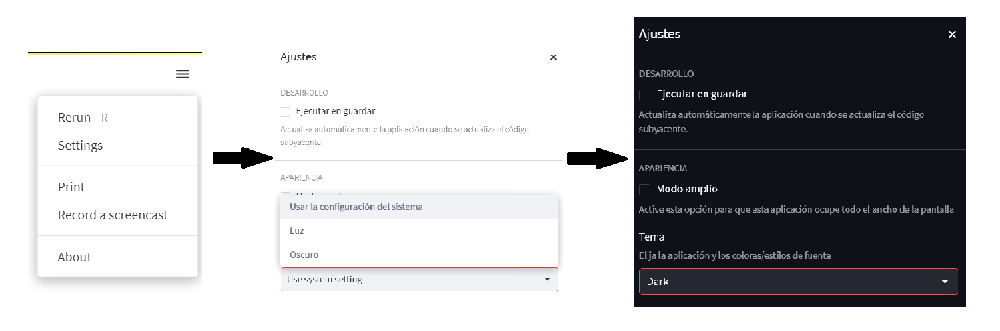 Rerun R
Settings
Print
Record a screencast
About
Ajustes
DESARROLLO
Ejecutar en guardar
Actualiza automáticamente la aplicación cuando se actualiza el código
subyacente.
APARIENCIA
Usar la configuración del sistema
Luz
Oscuro
Use system setting
Ajustes
DESARROLLO
Ejecutar en guardar
Actualiza automáticamente la aplicación cuando se actualiza el código
subyacente.
APARIENCIA
Modo amplio
Active esta opción para que esta aplicación ocupe todo el ancho de la pantalla
Tema
Elija la aplicación y los colores/estilos de fuente
Dark